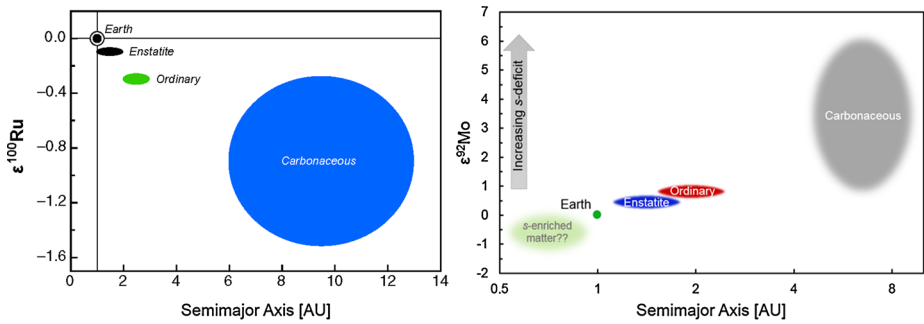 ε100Ru
0.0
−0.4
−0.8
−1.2
−1.6
Earth
Enstatite
Ordinary
Carbonaceous
0 2 4 6 8 10 12 14
Semimajor Axis [AU]
ε92Mo
7
6
5
4
3
2
1
0
-1
-2
Increasing s-deficit
Carbonaceous
Ordinary
Enstatite
Earth
s-enriched
matter??
0.5 1 2 4 8
Semimajor Axis [AU]